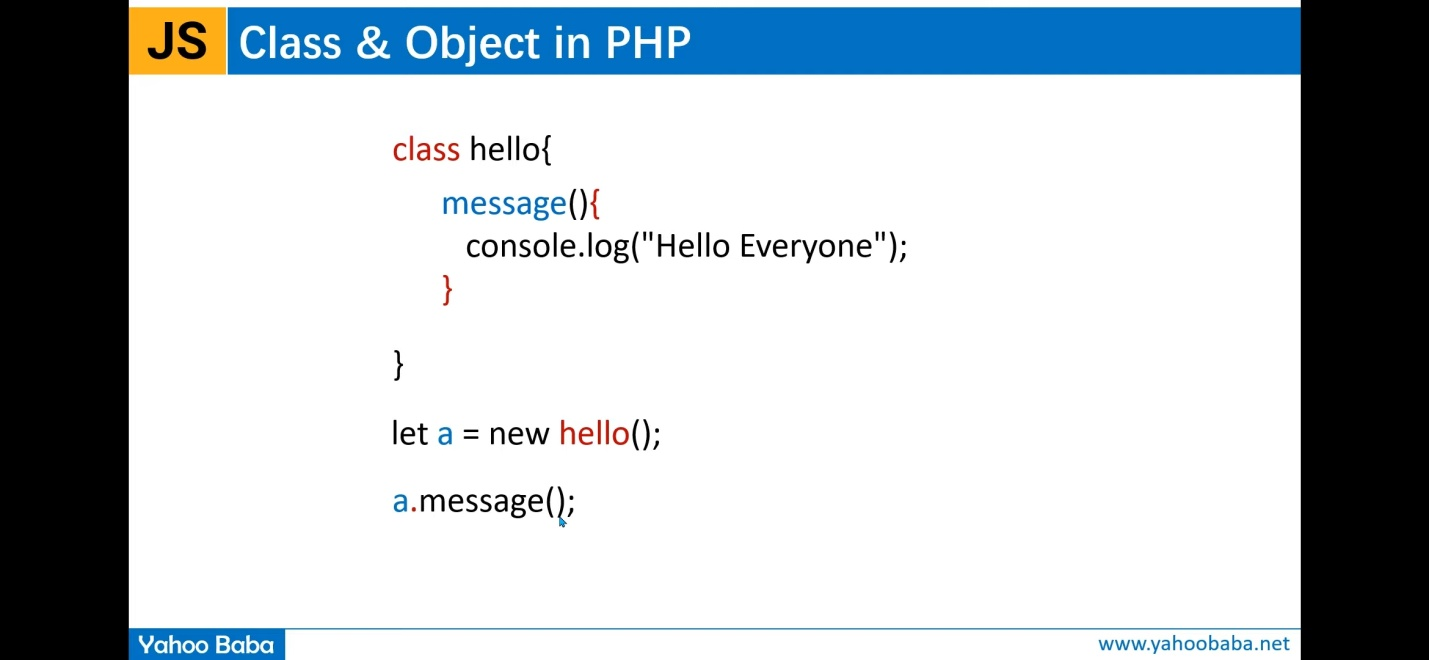 JS Class & Object in PHP
class hello{
message(){
console.log("Hello Everyone");
}
}
let a = new hello();
a.message();
Yahoo Baba www.yahoobaba.net